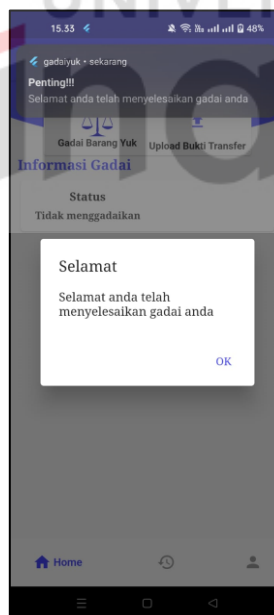 UNIVE
15.33
48%
gadaiyuk • sekarang
Penting!!!
Selamat anda telah menyelesaikan gadai anda
Gadai Barang Yuk
Upload Bukti Transfer
Informasi Gadai
Status
Tidak menggadaikan
Selamat
Selamat anda telah
menyelesaikan gadai anda
OK
Home